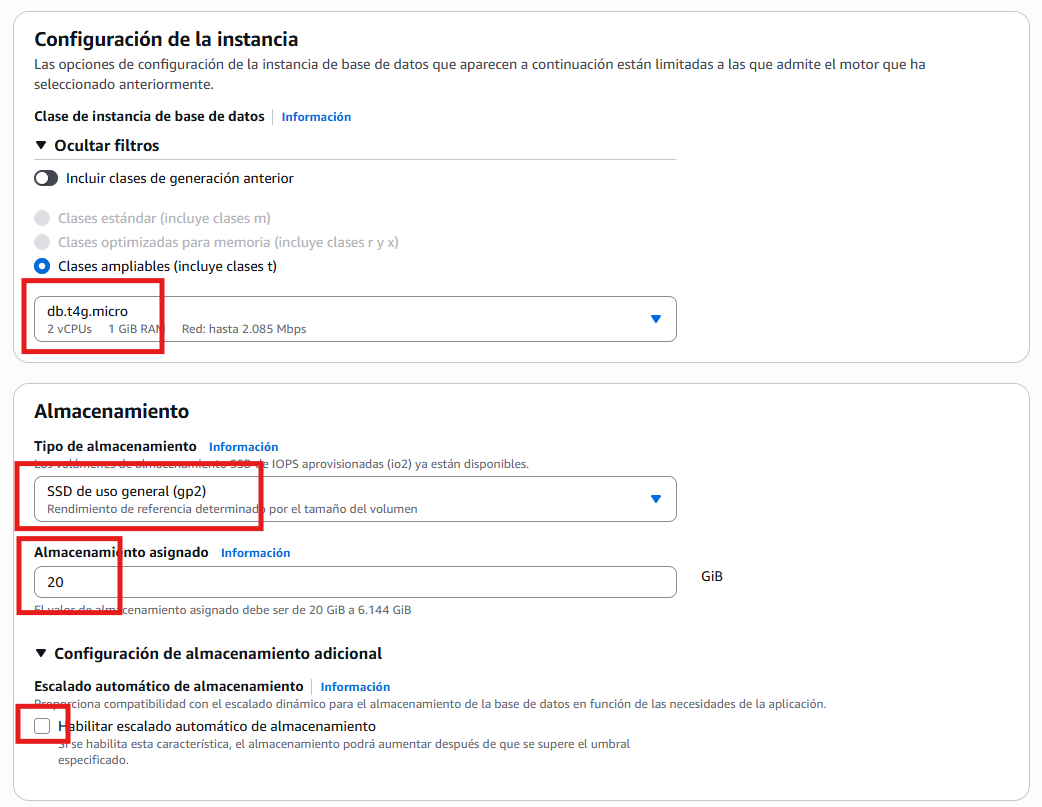 Configuración de la instancia
Las opciones de configuración de la instancia de base de datos que aparecen a continuación están limitadas a las que admite el motor que ha
seleccionado anteriormente.
Clase de instancia de base de datos Información
Ocultar filtros
Incluir clases de generación anterior
Clases estándar (incluye clases m)
Clases optimizadas para memoria (incluye clases r y x)
Clases ampliables (incluye clases t)
db.t4g.micro
2 vCPUs 1 GiB RAM Red: hasta 2.085 Mbps
Almacenamiento
Tipo de almacenamiento Información
Los volúmenes de almacenamiento SSD de IOPS aprovisionadas (io2) ya están disponibles.
SSD de uso general (gp2)
Rendimiento de referencia determinado por el tamaño del volumen
Almacenamiento asignado Información
20
GiB
El valor de almacenamiento asignado debe ser de 20 GiB a 6.144 GiB
Configuración de almacenamiento adicional
Escalado automático de almacenamiento Información
Proporciona compatibilidad con el escalado dinámico para el almacenamiento de la base de datos en función de las necesidades de la aplicación.
Habilitar escalado automático de almacenamiento
Si se habilita esta característica, el almacenamiento podrá aumentar después de que se supere el umbral
especificado.